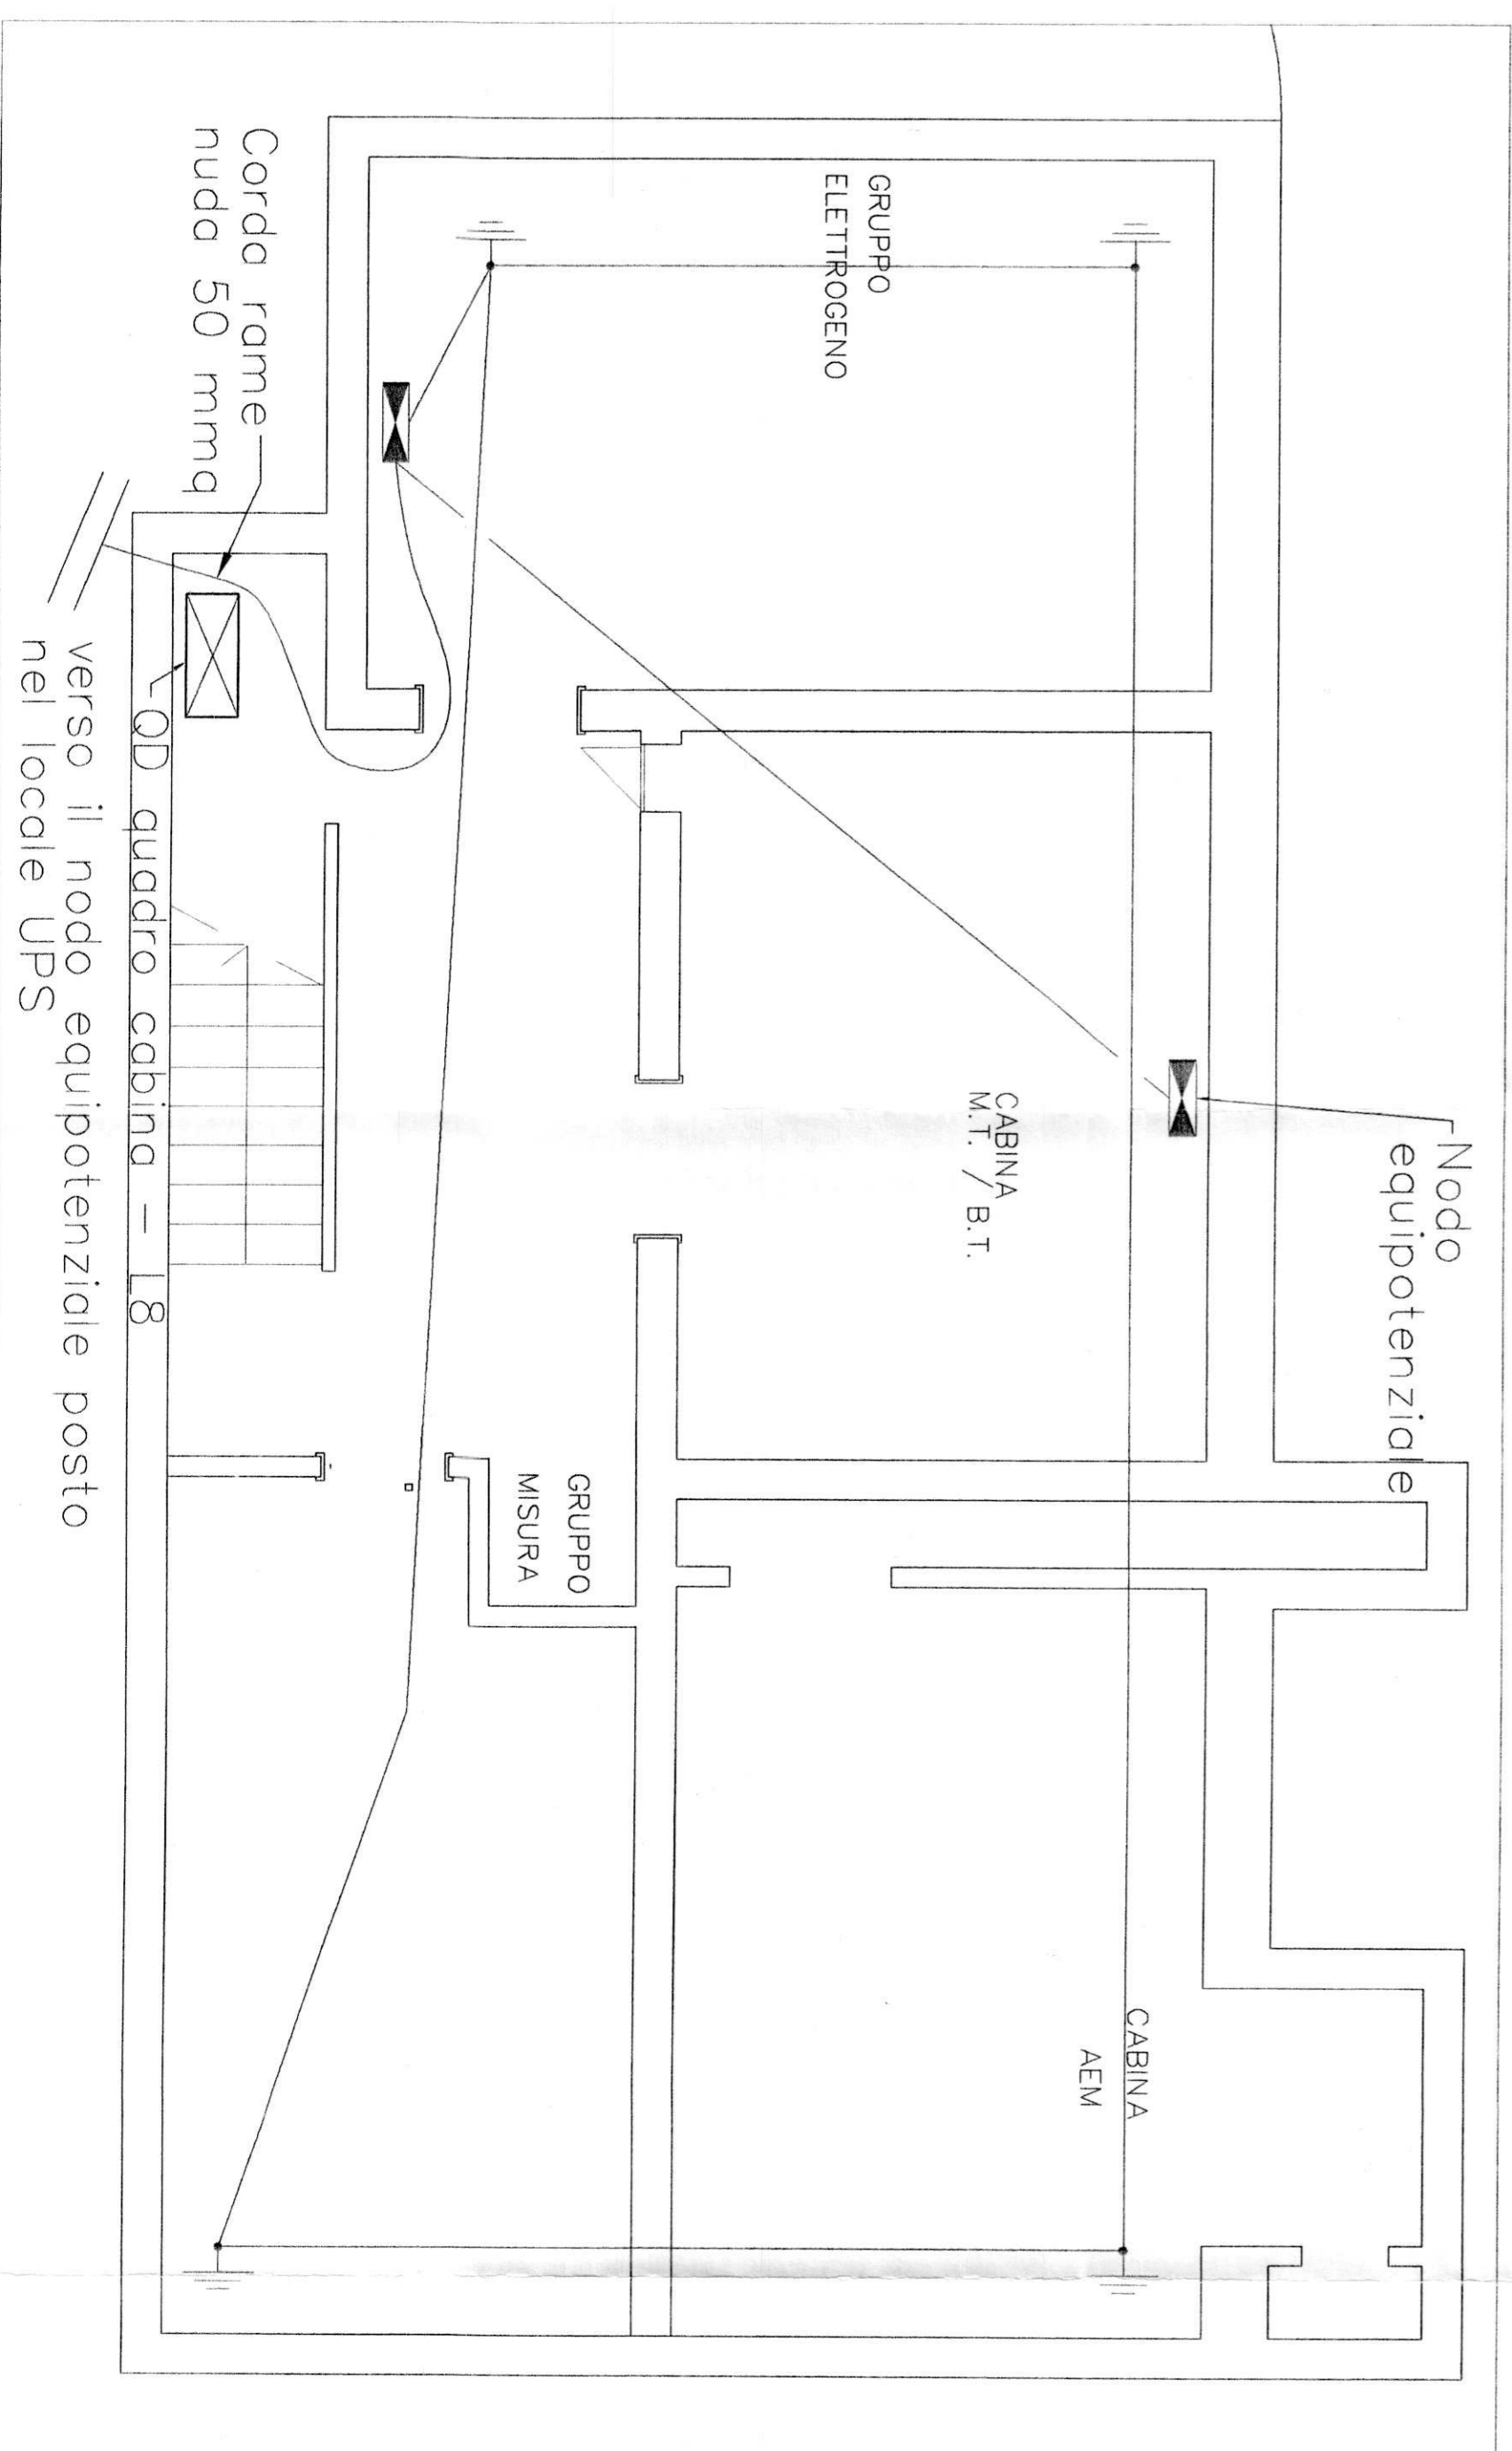 Nodo
equipotenziale
GRUPPO
ELETTROGENO
CABINA
M.T. / B.T.
CABINA
AEM
GRUPPO
MISURA
Corda rame
nuda 50 mmq
QD quadro cabina - L8
verso il nodo equipotenziale posto
nel locale UPS